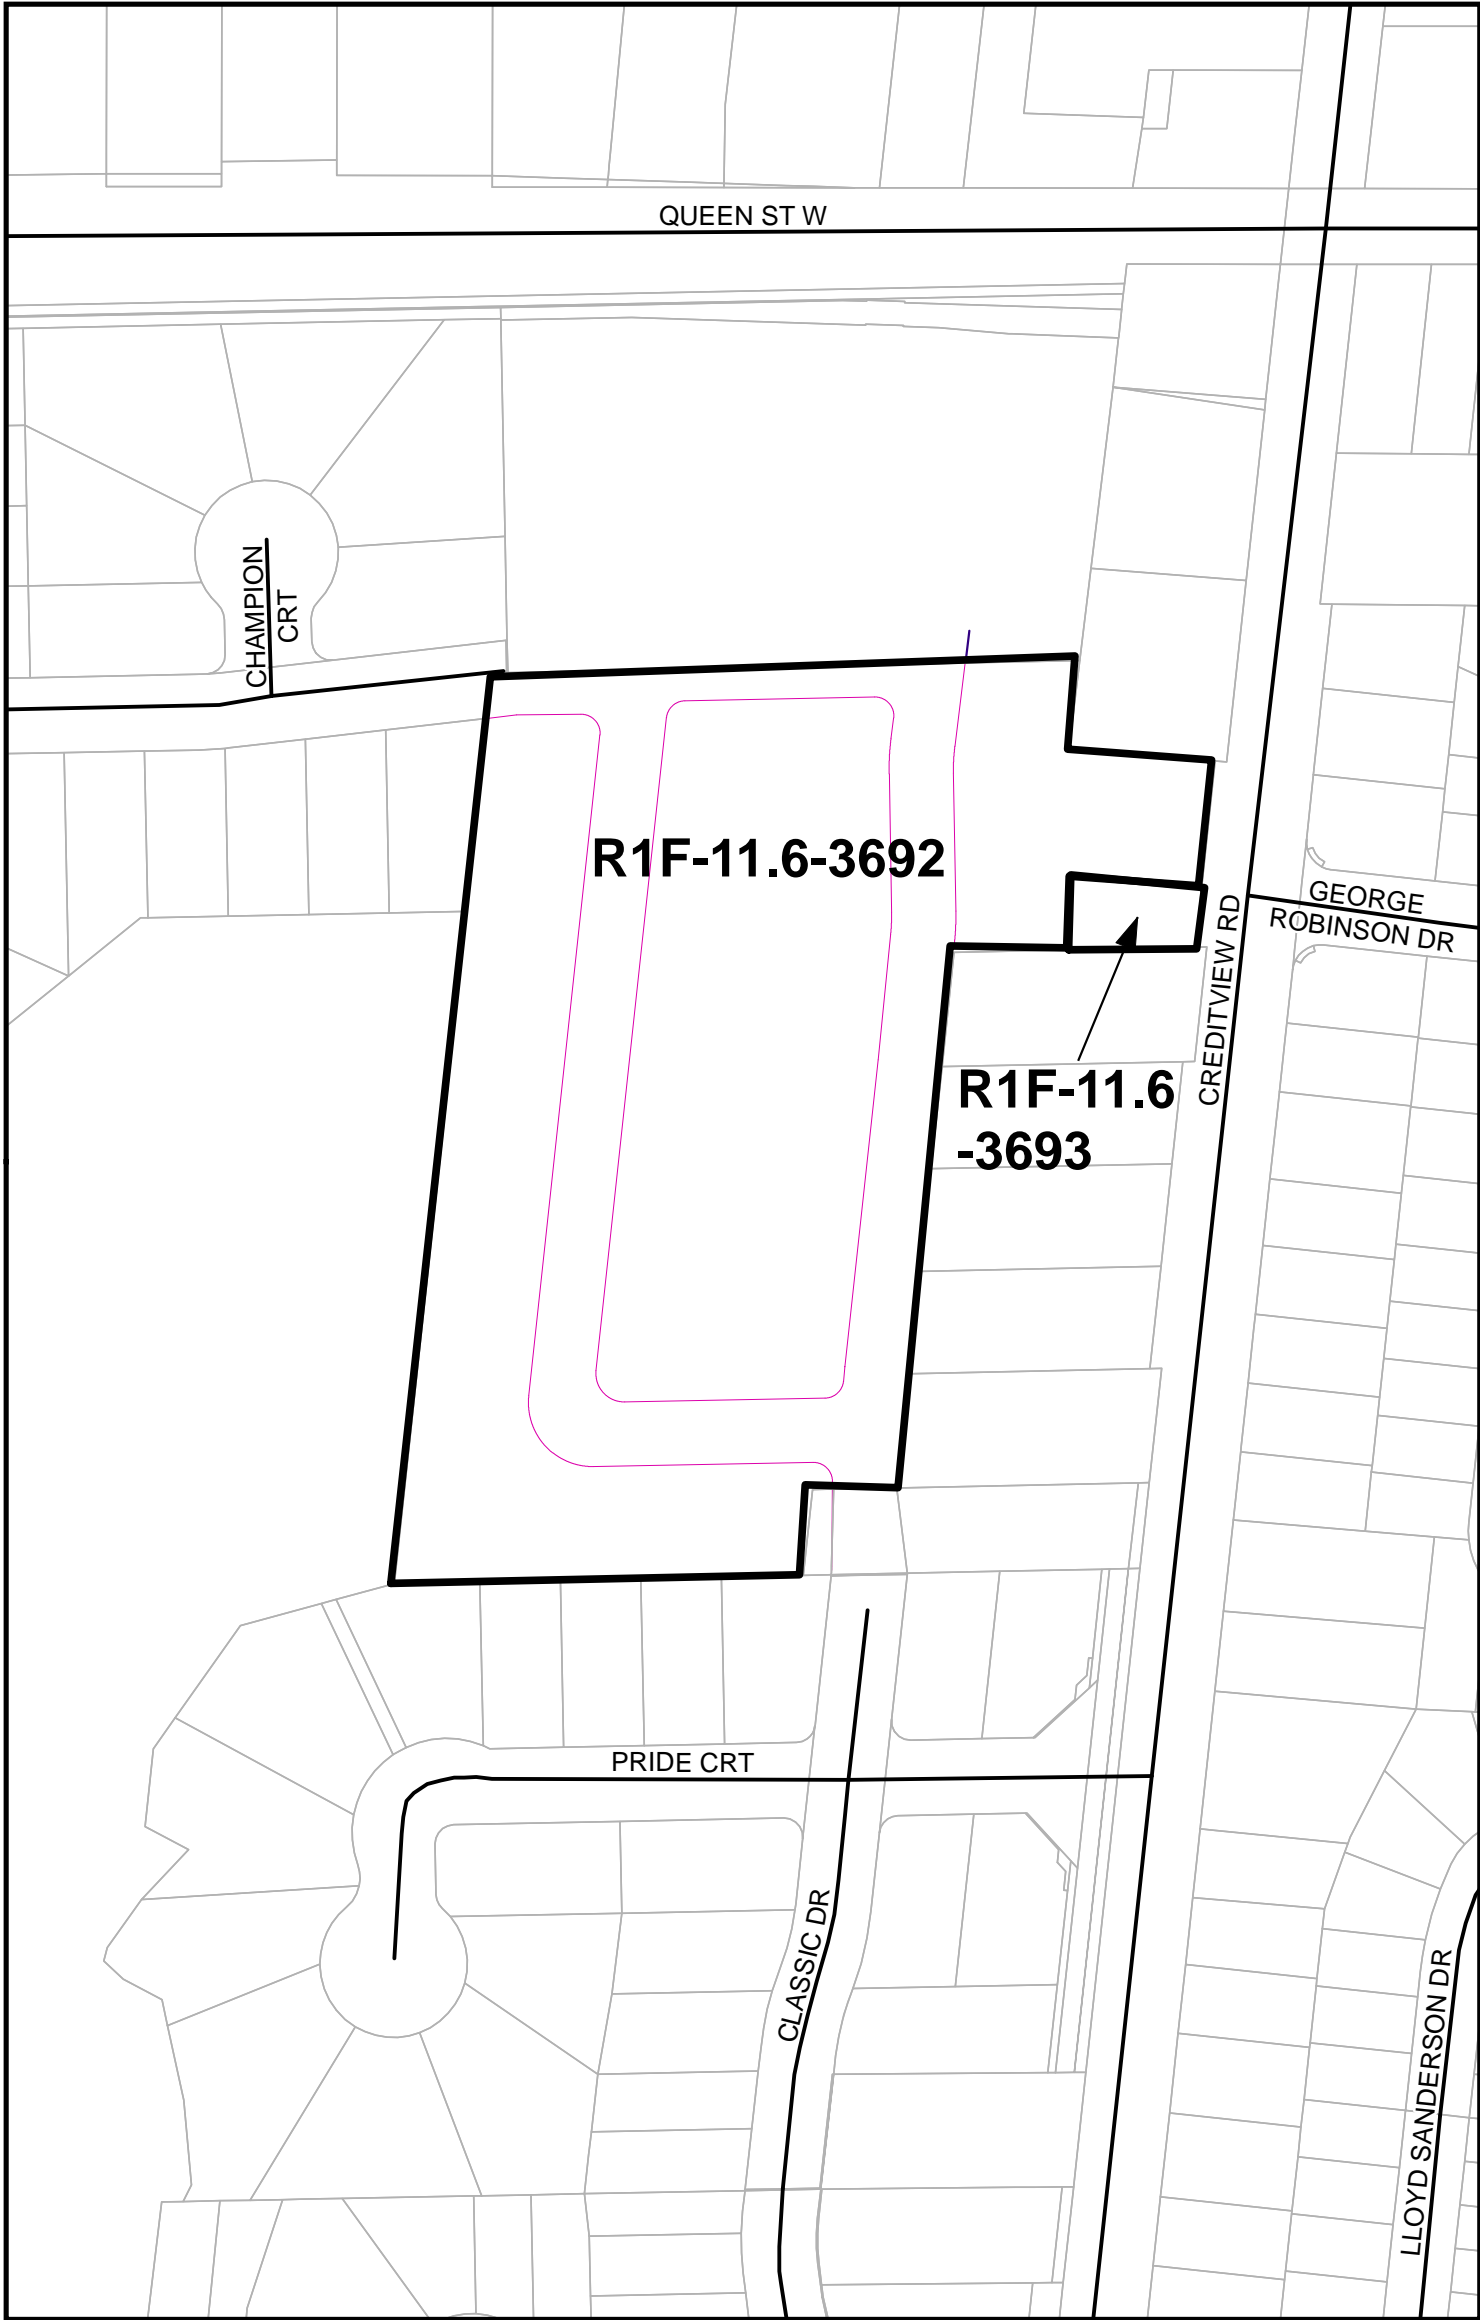 QUEEN ST W
CHAMPION
CRT
R1F-11.6-3692
GEORGE
ROBINSON DR
CREDITVIEW RD
R1F-11.6
-3693
PRIDE CRT
CLASSIC DR
LLOYD SANDERSON DR